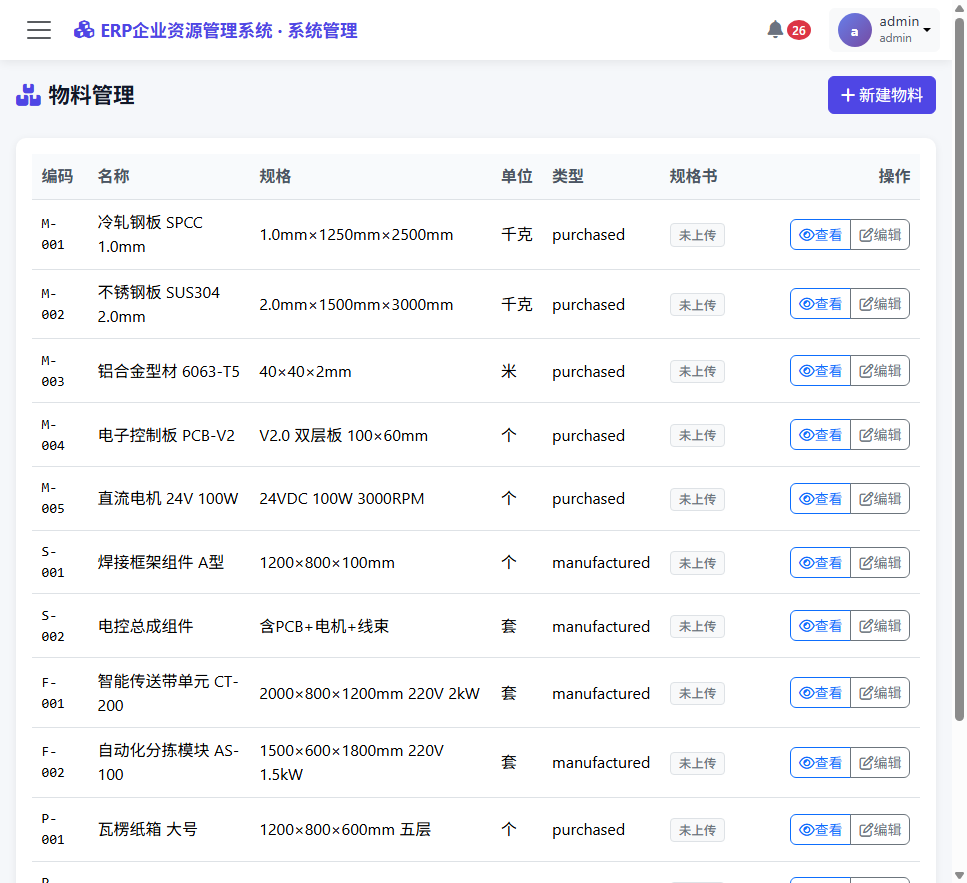 ERP企业资源管理系统 · 系统管理
26
a
admin
admin
物料管理
新建物料
编码 名称 规格 单位 类型 规格书 操作
M-001 冷轧钢板 SPCC 1.0mm 1.0mm×1250mm×2500mm 千克 purchased 未上传 查看 编辑
M-002 不锈钢板 SUS304 2.0mm 2.0mm×1500mm×3000mm 千克 purchased 未上传 查看 编辑
M-003 铝合金型材 6063-T5 40×40×2mm 米 purchased 未上传 查看 编辑
M-004 电子控制板 PCB-V2 V2.0 双层板 100×60mm 个 purchased 未上传 查看 编辑
M-005 直流电机 24V 100W 24VDC 100W 3000RPM 个 purchased 未上传 查看 编辑
S-001 焊接框架组件 A型 1200×800×100mm 个 manufactured 未上传 查看 编辑
S-002 电控总成组件 含PCB+电机+线束 套 manufactured 未上传 查看 编辑
F-001 智能传送带单元 CT-200 2000×800×1200mm 220V 2kW 套 manufactured 未上传 查看 编辑
F-002 自动化分拣模块 AS-100 1500×600×1800mm 220V 1.5kW 套 manufactured 未上传 查看 编辑
P-001 瓦楞纸箱 大号 1200×800×600mm 五层 个 purchased 未上传 查看 编辑